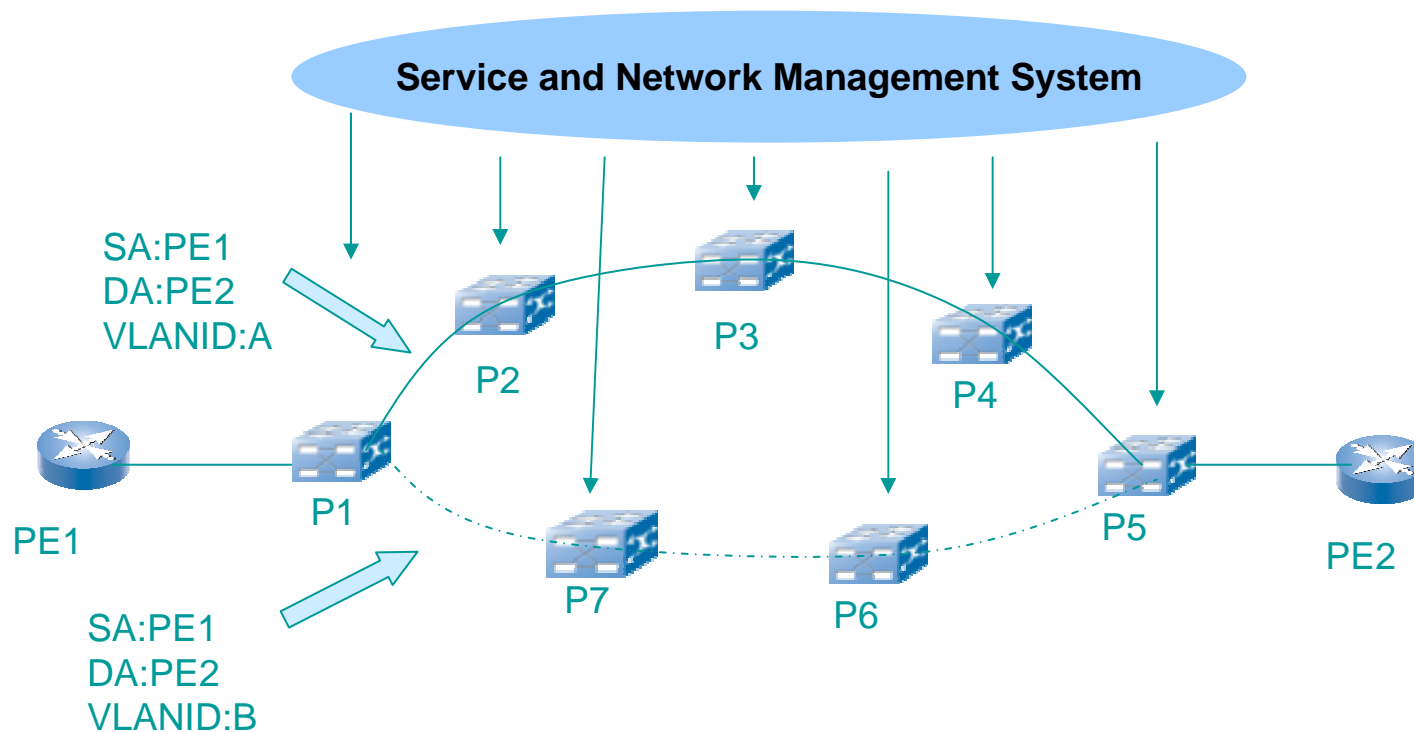 Service and Network Management System
SA:PE1
DA:PE2
VLANID:A
P2
P3
P4
PE1
P1
P7
P6
P5
PE2
SA:PE1
DA:PE2
VLANID:B